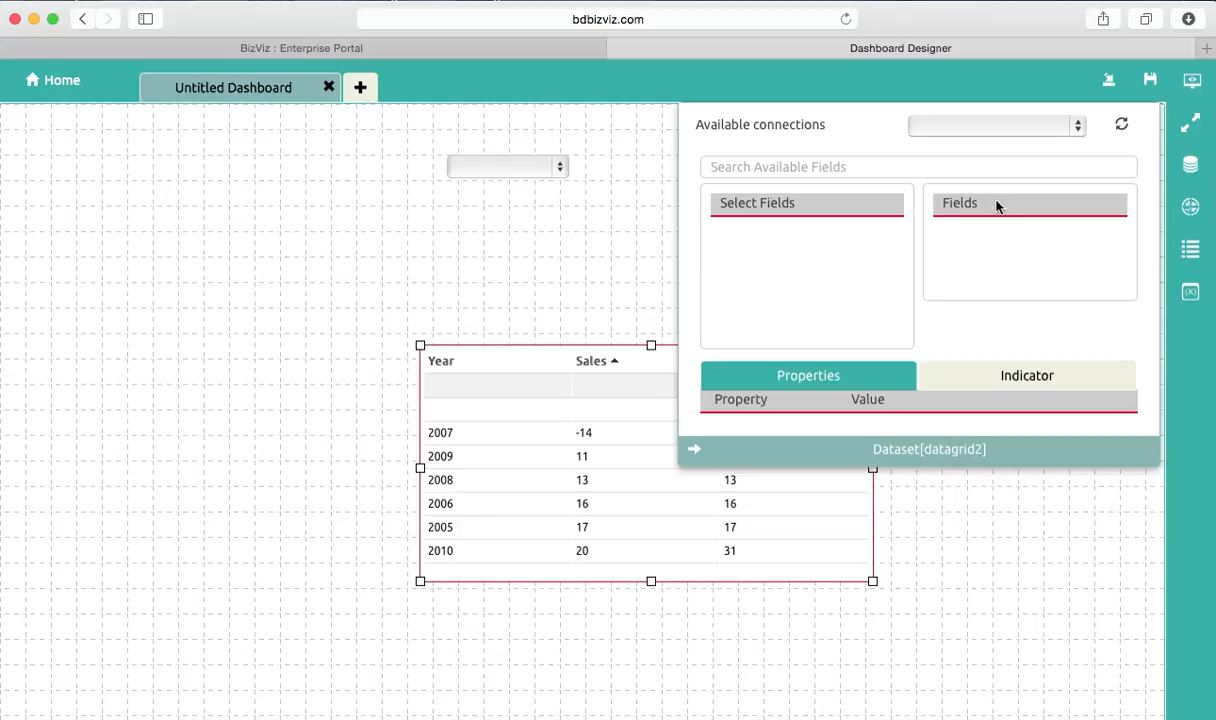 bdbizviz.com
BizViz : Enterprise Portal
Dashboard Designer
Home
Untitled Dashboard
Available connections
Search Available Fields
Select Fields
Fields
Properties
Indicator
Property Value
Dataset[datagrid2]
Year Sales
2007 -14
2009 11
2008 13 13
2006 16 16
2005 17 17
2010 20 31